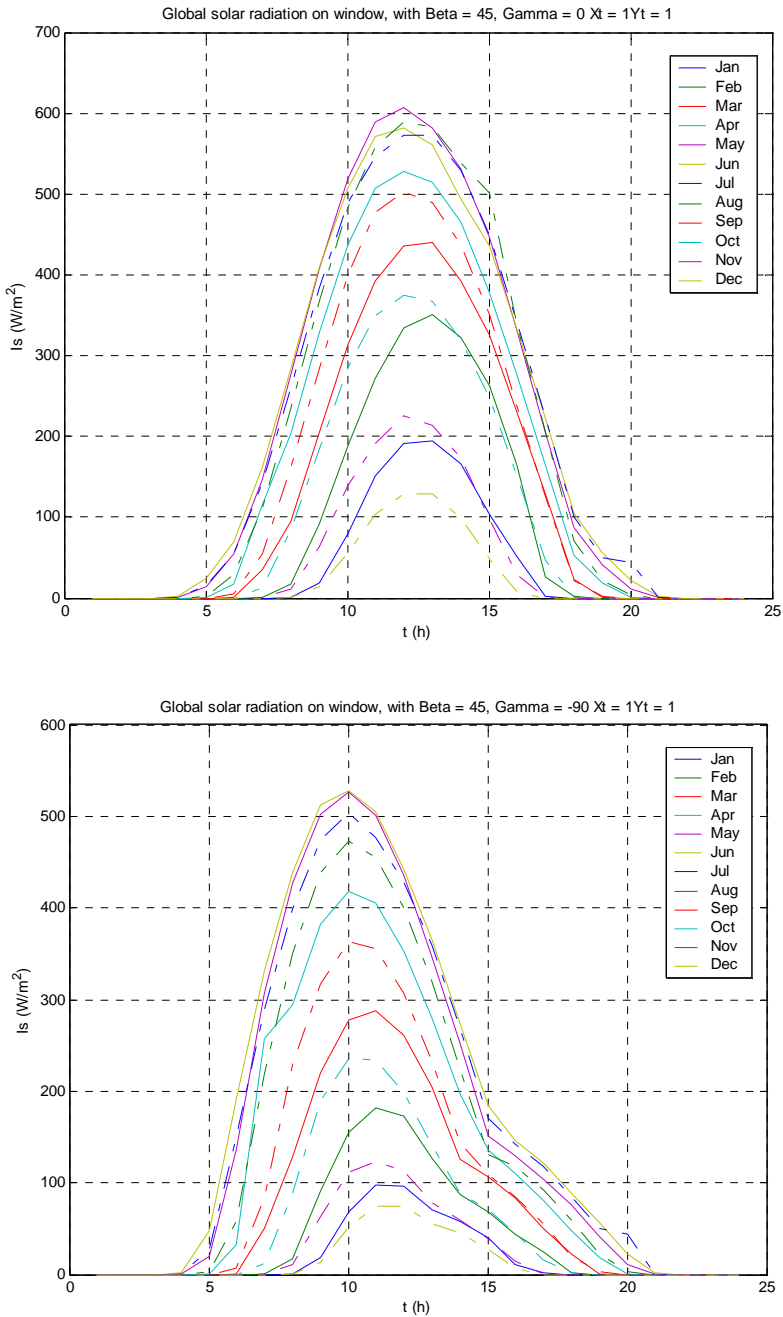 Global solar radiation on window, with Beta = 45, Gamma = 0 Xt = 1Yt = 1
700
600
500
400
300
200
100
0
Is (W/m²)
0
5
10
15
20
25
t (h)
Jan
Feb
Mar
Apr
May
Jun
Jul
Aug
Sep
Oct
Nov
Dec
Global solar radiation on window, with Beta = 45, Gamma = -90 Xt = 1Yt = 1
600
500
400
300
200
100
0
Is (W/m²)
0
5
10
15
20
25
t (h)
Jan
Feb
Mar
Apr
May
Jun
Jul
Aug
Sep
Oct
Nov
Dec